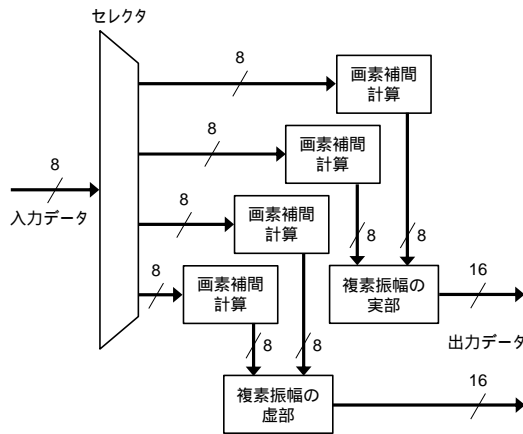 セレクタ
8
画素補間
計算
8
画素補間
計算
8
入力データ
8
画素補間
計算
8
8
8
画素補間
計算
複素振幅の
実部
16
出力データ
8
8
複素振幅の
虚部
16